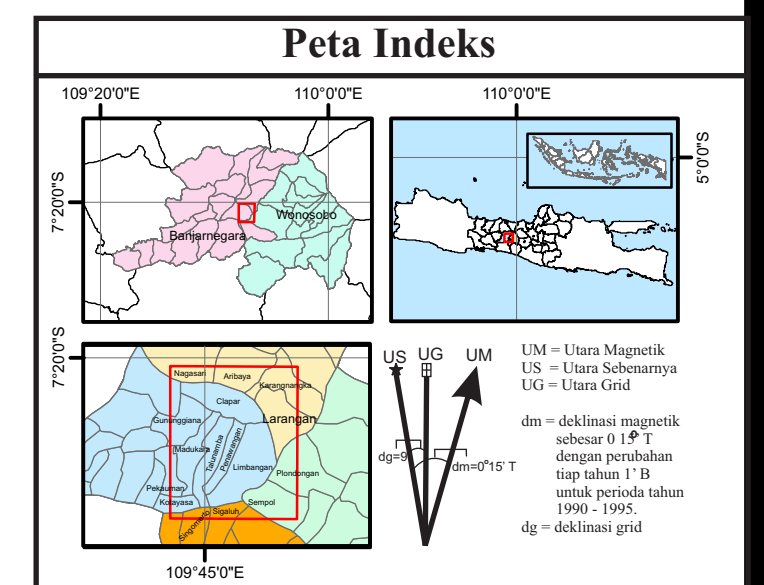 Peta Indeks
109°20'0"E
110°0'0"E
110°0'0"E
7°20'0"S
5°0'0"S
Banjarnegara
Wonosobo
7°20'0"S
Nagasari
Aribaya
Karangnangka
Clapar
Larangan
Gununggiana
Madukara
Talunamba
Penawangan
Limbangan
Plondongan
Pekauman
Kotayasa
Sempol
Sigaluh
Singomerto
109°45'0"E
US
UG
UM
dg=9'
dm=0°15' T
UM = Utara Magnetik
US = Utara Sebenarnya
UG = Utara Grid
dm = deklinasi magnetik
sebesar 0 15° T
dengan perubahan
tiap tahun 1' B
untuk perioda tahun
1990 - 1995.
dg = deklinasi grid